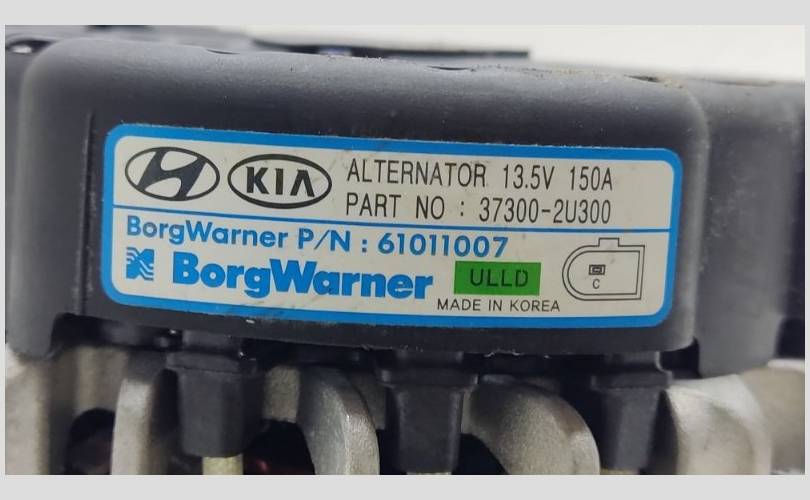 KIA
ALTERNATOR 13.5V 150A
PART NO : 37300-2U300
BorgWarner P/N : 61011007
BorgWarner ULLD
MADE IN KOREA
C